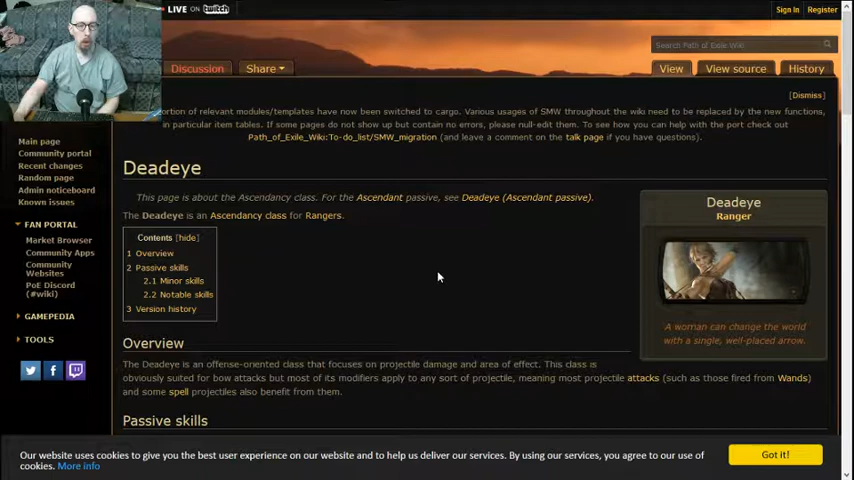 LIVE ON twitch
Sign In Register
Search Path of Exile Wiki
Discussion Share View View source History
[Dismiss]
ortion of relevant modules/templates have now been switched to cargo. Various usages of SMW throughout the wiki need to be replaced by the new functions,
in particular item tables. If some pages do not show up but contain no errors, please null-edit them. To see how you can help with the port check out
Path_of_Exile_Wiki:To-do_list/SMW_migration (and leave a comment on the talk page if you have questions).
Main page
Community portal
Recent changes
Random page
Admin noticeboard
Known issues
FAN PORTAL
Market Browser
Community Apps
Community
Websites
PoE Discord
(#wiki)
GAMEPEDIA
TOOLS
Deadeye
This page is about the Ascendancy class. For the Ascendant passive, see Deadeye (Ascendant passive).
The Deadeye is an Ascendancy class for Rangers.
Contents [hide]
1 Overview
2 Passive skills
2.1 Minor skills
2.2 Notable skills
3 Version history
Deadeye
Ranger
A woman can change the world
with a single, well-placed arrow.
Overview
The Deadeye is an offense-oriented class that focuses on projectile damage and area of effect. This class is
obviously suited for bow attacks but most of its modifiers apply to any sort of projectile, meaning most projectile attacks (such as those fired from Wands)
and some spell projectiles also benefit from them.
Passive skills
Our website uses cookies to give you the best user experience on our website and to help us deliver our services. By using our services, you agree to our use of
cookies. More info
Got it!